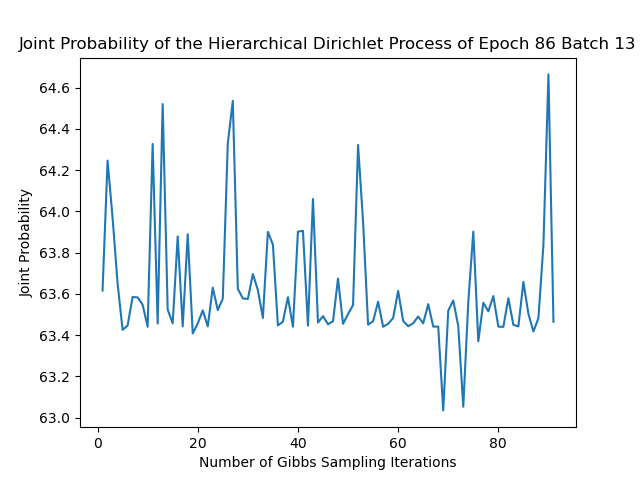 Joint Probability of the Hierarchical Dirichlet Process of Epoch 86 Batch 13
64.6
64.4
64.2
64.0
63.8
63.6
63.4
63.2
63.0
Joint Probability
0 20 40 60 80
Number of Gibbs Sampling Iterations